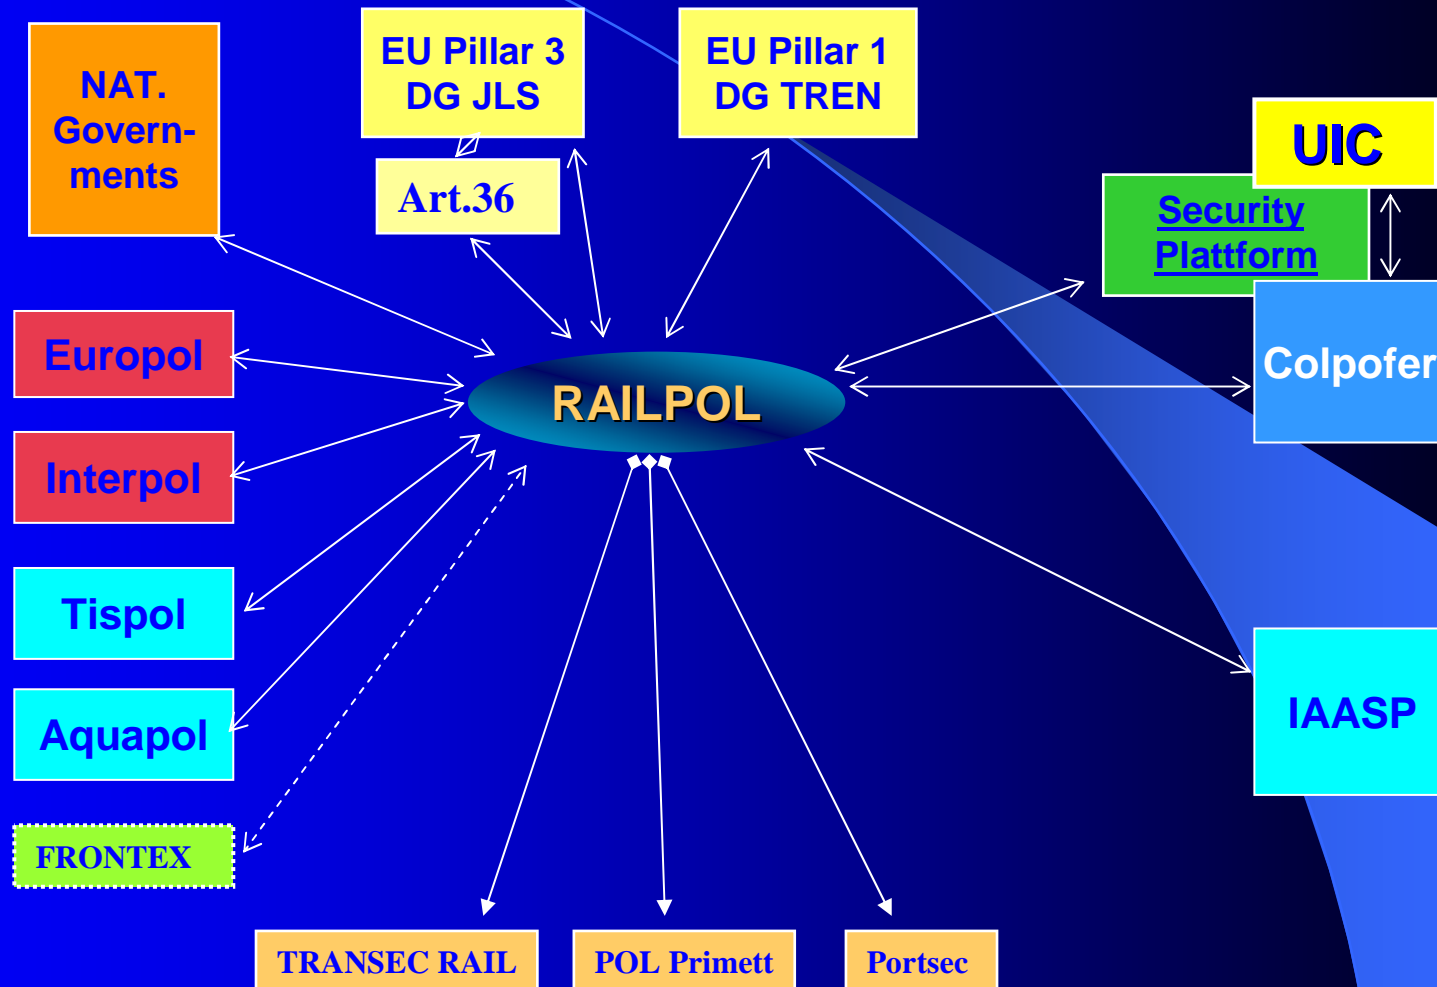 NAT.
Govern-
ments
EU Pillar 3
DG JLS
EU Pillar 1
DG TREN
Art.36
UIC
Security
Plattform
Europol
RAILPOL
Colpofer
Interpol
Tispol
Aquapol
IAASP
FRONTEX
TRANSEC RAIL
POL Primett
Portsec